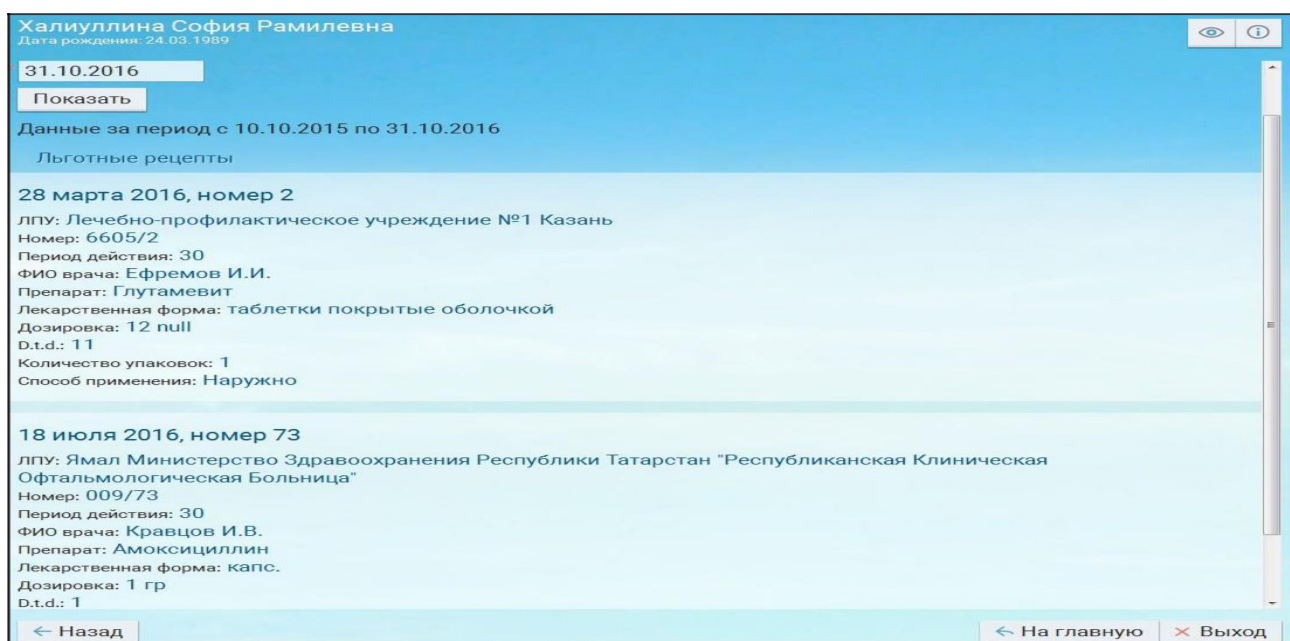 Халиуллина София Рамилевна
Дата рождения: 24.03.1989
31.10.2016
Показать
Данные за период с 10.10.2015 по 31.10.2016
Льготные рецепты
28 марта 2016, номер 2
ЛПУ: Лечебно-профилактическое учреждение №1 Казань
Номер: 6605/2
Период действия: 30
ФИО врача: Ефремов И.И.
Препарат: Глутамевит
Лекарственная форма: таблетки покрытые оболочкой
Дозировка: 12 null
D.t.d.: 11
Количество упаковок: 1
Способ применения: Наружно
18 июля 2016, номер 73
ЛПУ: Ямал Министерство Здравоохранения Республики Татарстан "Республиканская Клиническая
Офтальмологическая Больница"
Номер: 009/73
Период действия: 30
ФИО врача: Кравцов И.В.
Препарат: Амоксициллин
Лекарственная форма: капс.
Дозировка: 1 гр
D.t.d.: 1
Назад
На главную
Выход